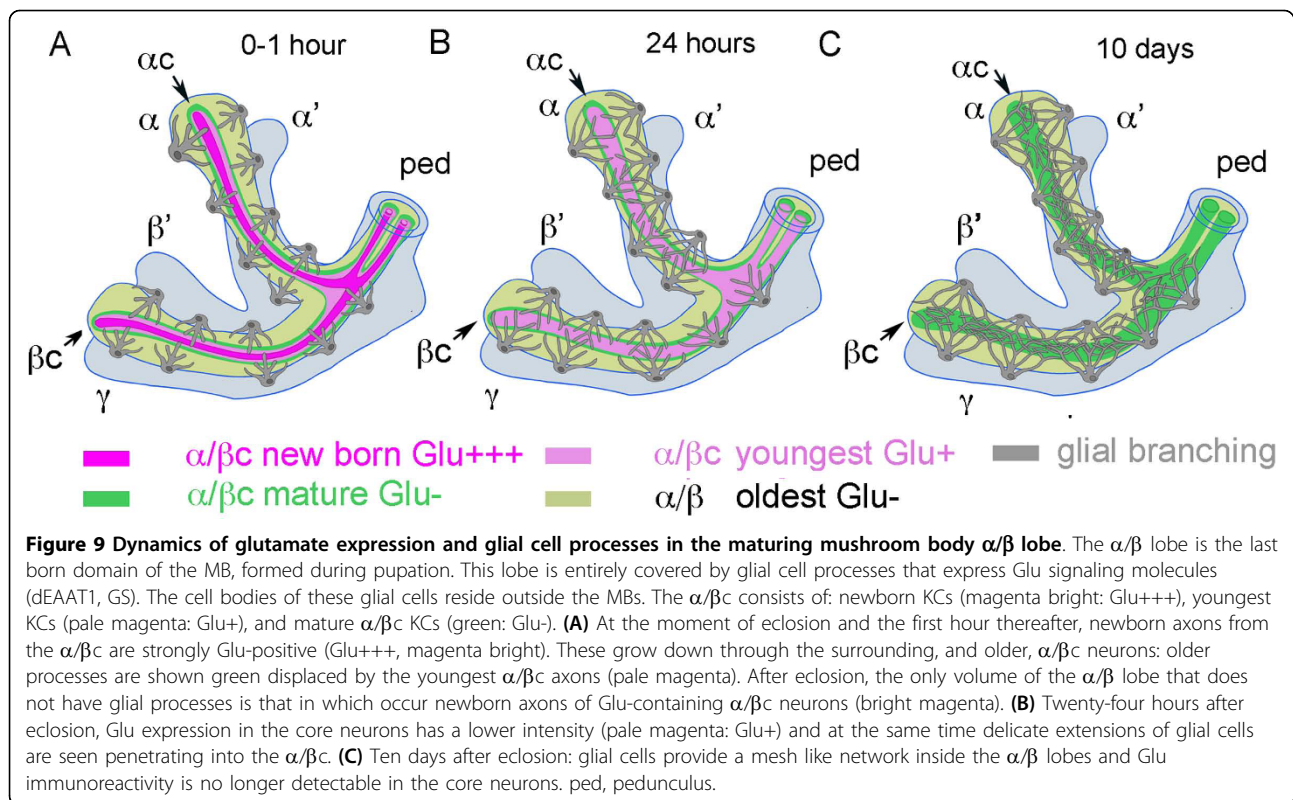 A 0-1 hour B 24 hours C 10 days
αc αc αc
α α' α α' α α'
ped ped ped
β' β' β'
βc βc βc
γ γ γ
α/βc new born Glu+++ α/βc youngest Glu+ glial branching
α/βc mature Glu- α/β oldest Glu-
Figure 9 Dynamics of glutamate expression and glial cell processes in the maturing mushroom body α/β lobe. The α/β lobe is the last
born domain of the MB, formed during pupation. This lobe is entirely covered by glial cell processes that express Glu signaling molecules
(dEAAT1, GS). The cell bodies of these glial cells reside outside the MBs. The α/βc consists of: newborn KCs (magenta bright: Glu+++), youngest
KCs (pale magenta: Glu+), and mature α/βc KCs (green: Glu-). (A) At the moment of eclosion and the first hour thereafter, newborn axons from
the α/βc are strongly Glu-positive (Glu+++, magenta bright). These grow down through the surrounding, and older, α/βc neurons: older
processes are shown green displaced by the youngest α/βc axons (pale magenta). After eclosion, the only volume of the α/β lobe that does
not have glial processes is that in which occur newborn axons of Glu-containing α/βc neurons (bright magenta). (B) Twenty-four hours after
eclosion, Glu expression in the core neurons has a lower intensity (pale magenta: Glu+) and at the same time delicate extensions of glial cells
are seen penetrating into the α/βc. (C) Ten days after eclosion: glial cells provide a mesh like network inside the α/β lobes and Glu
immunoreactivity is no longer detectable in the core neurons. ped, pedunculus.